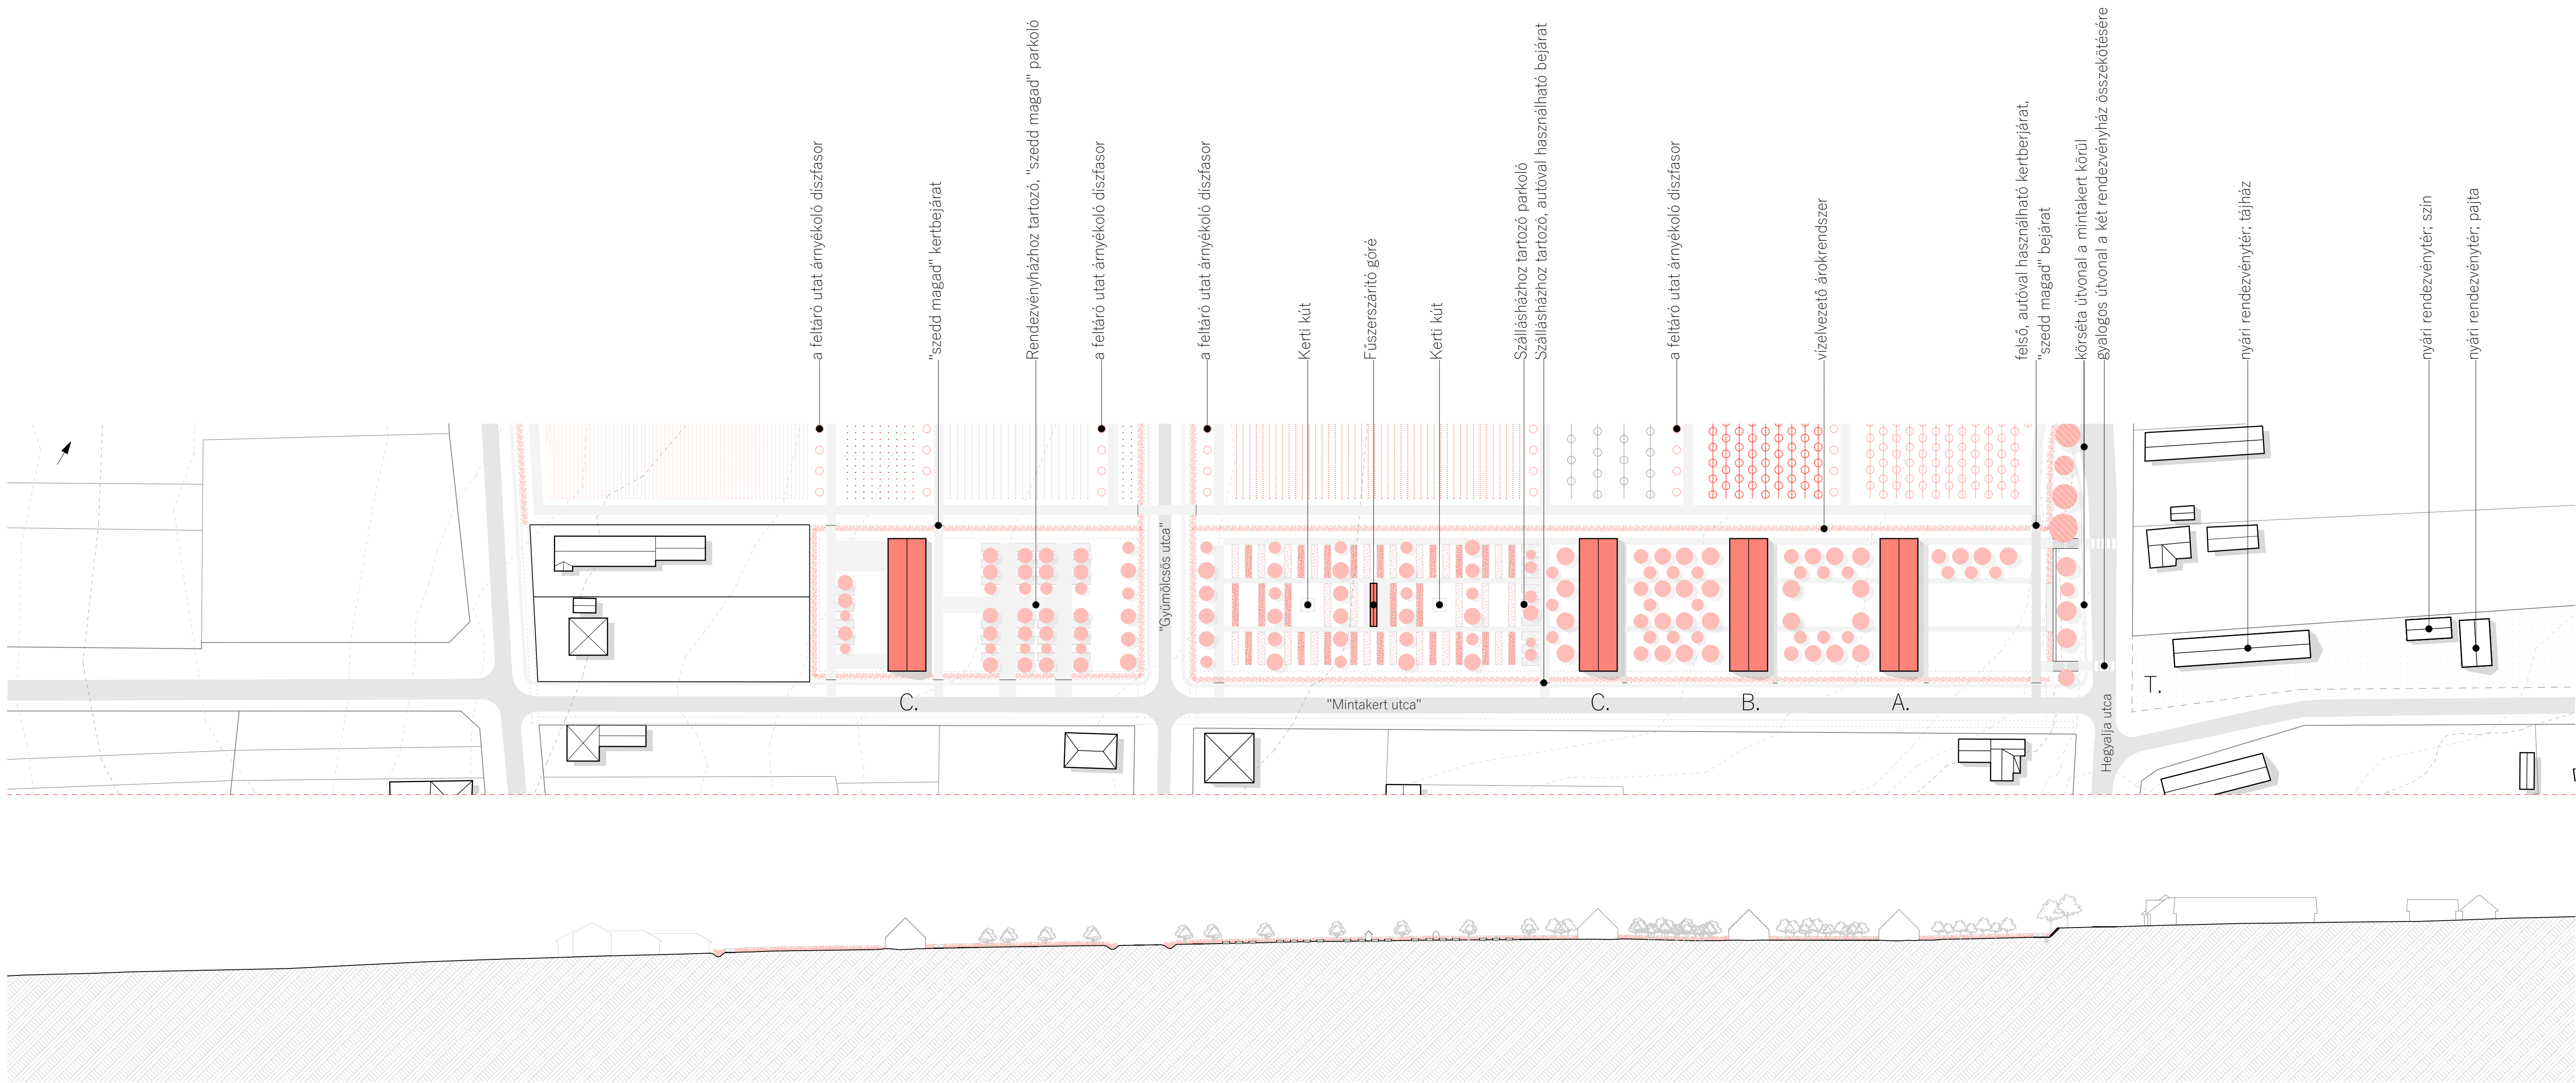 a feltáró utat árnyékoló díszfasor
"szedd magad" kertbejárat
Rendezvényházhoz tartozó, "szedd magad" parkoló
a feltáró utat árnyékoló díszfasor
a feltáró utat árnyékoló díszfasor
Kerti kút
Fűszerszárító góré
Kerti kút
Szállásházhoz tartozó parkoló
Szállásházhoz tartozó, autóval használható bejárat
a feltáró utat árnyékoló díszfasor
vízelvezető árokrendszer
felső, autóval használható kertberjárat,
"szedd magad" bejárat
körséta útvonal a mintakert körül
gyalogos útvonal a két rendezvényház összekötésére
nyári rendezvénytér; tájház
nyári rendezvénytér; szín
nyári rendezvénytér; pajta
"Gyümölcsös utca"
C.
"Mintakert utca"
C.
B.
A.
Hegyalja utca
T.